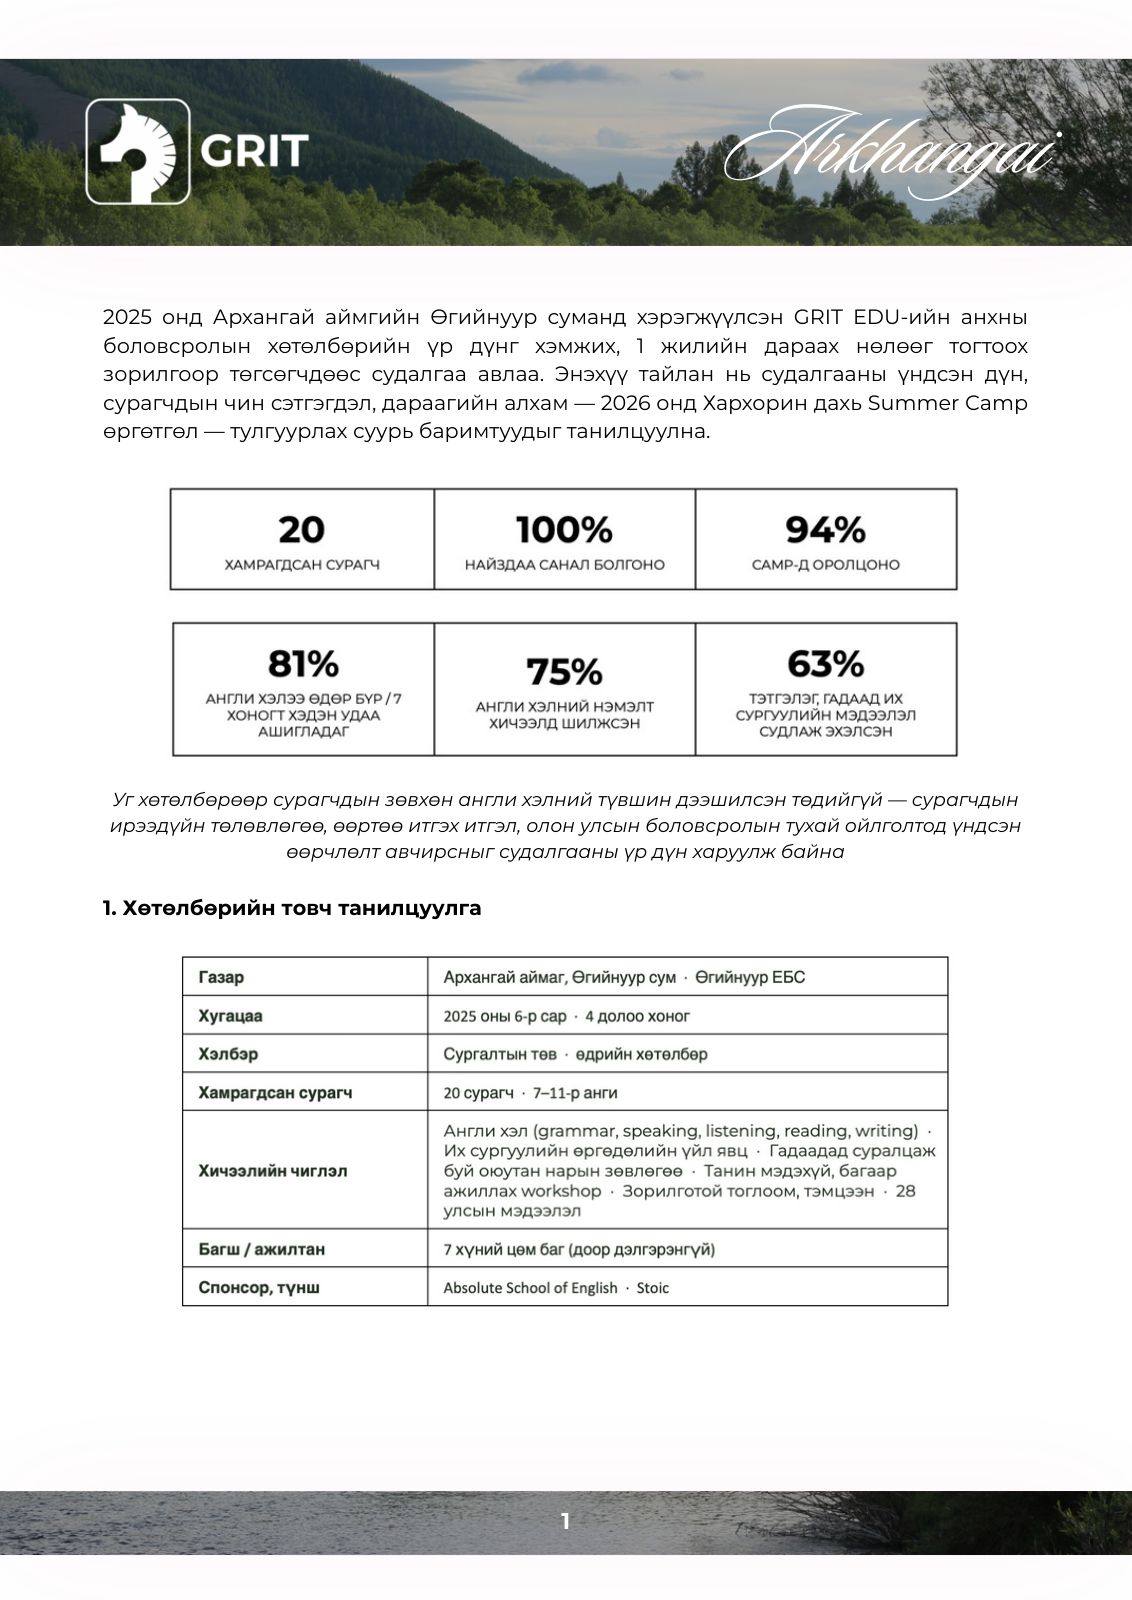 GRIT
Arkhangai
2025 онд Архангай аймгийн Өгийнуур суманд хэрэгжүүлсэн GRIT EDU-ийн анхны
боловсролын хөтөлбөрийн үр дүнг хэмжих, 1 жилийн дараах нөлөөг тогтоох
зорилгоор төгсөгчдөөс судалгаа авлаа. Энэхүү тайлан нь судалгааны үндсэн дүн,
сурагчдын чин сэтгэгдэл, дараагийн алхам — 2026 онд Хархорин дахь Summer Camp
өргөтгөл — тулгуурлах суурь баримтуудыг танилцуулна.
20
ХАМРАГДСАН СУРАГЧ
100%
НАЙЗДАА САНАЛ БОЛГОНО
94%
CAMP-Д ОРОЛЦОНО
81%
АНГЛИ ХЭЛЭЭ ӨДӨР БҮР / 7
ХОНОГТ ХЭДЭН УДАА
АШИГЛАДАГ
75%
АНГЛИ ХЭЛНИЙ НЭМЭЛТ
ХИЧЭЭЛД ШИЛЖСЭН
63%
ТЭТГЭЛЭГ, ГАДААД ИХ
СУРГУУЛИЙН МЭДЭЭЛЭЛ
СУДЛАЖ ЭХЭЛСЭН
Уг хөтөлбөрөөр сурагчдын зөвхөн англи хэлний түвшин дээшилсэн төдийгүй — сурагчдын
ирээдүйн төлөвлөгөө, өөртөө итгэх итгэл, олон улсын боловсролын тухай ойлголтод үндсэн
өөрчлөлт авчирсныг судалгааны үр дүн харуулж байна
1. Хөтөлбөрийн товч танилцуулга
Газар
Архангай аймаг, Өгийнуур сум · Өгийнуур ЕБС
Хугацаа
2025 оны 6-р сар · 4 долоо хоног
Хэлбэр
Сургалтын төв · өдрийн хөтөлбөр
Хамрагдсан сурагч
20 сурагч · 7–11-р анги
Хичээлийн чиглэл
Англи хэл (grammar, speaking, listening, reading, writing) ·
Их сургуулийн өргөдөлийн үйл явц · Гадаадад суралцаж
буй оюутан нарын зөвлөгөө · Танин мэдэхүй, багаар
ажиллах workshop · Зорилготой тоглоом, тэмцээн · 28
улсын мэдээлэл
Багш / ажилтан
7 хүний цөм баг (доор дэлгэрэнгүй)
Спонсор, түнш
Absolute School of English · Stoic
1